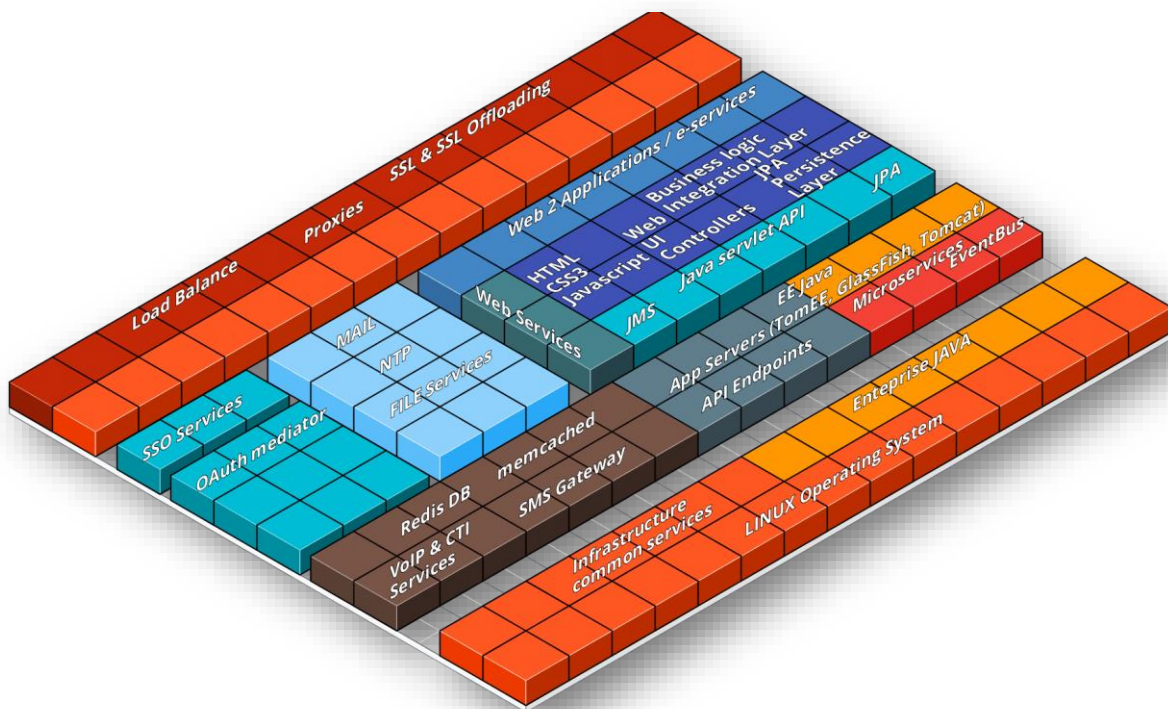 SSL & SSL Offloading
Proxies
Load Balance
Web 2 Applications / e-services
Business logic
Web Integration Layer
JPA
Persistence
Layer
HTML
CSS3
Javascript UI
Controllers
Web Services
JMS
Java servlet API
JPA
MAIL
NTP
FILE Services
SSO Services
OAuth mediator
EE Java
App Servers (TomEE, GlassFish, Tomcat)
API Endpoints
Microservices
EventBus
Redis DB
memcached
VoIP & CTI
Services
SMS Gateway
Enteprise JAVA
Infrastructure
common services
LINUX Operating System